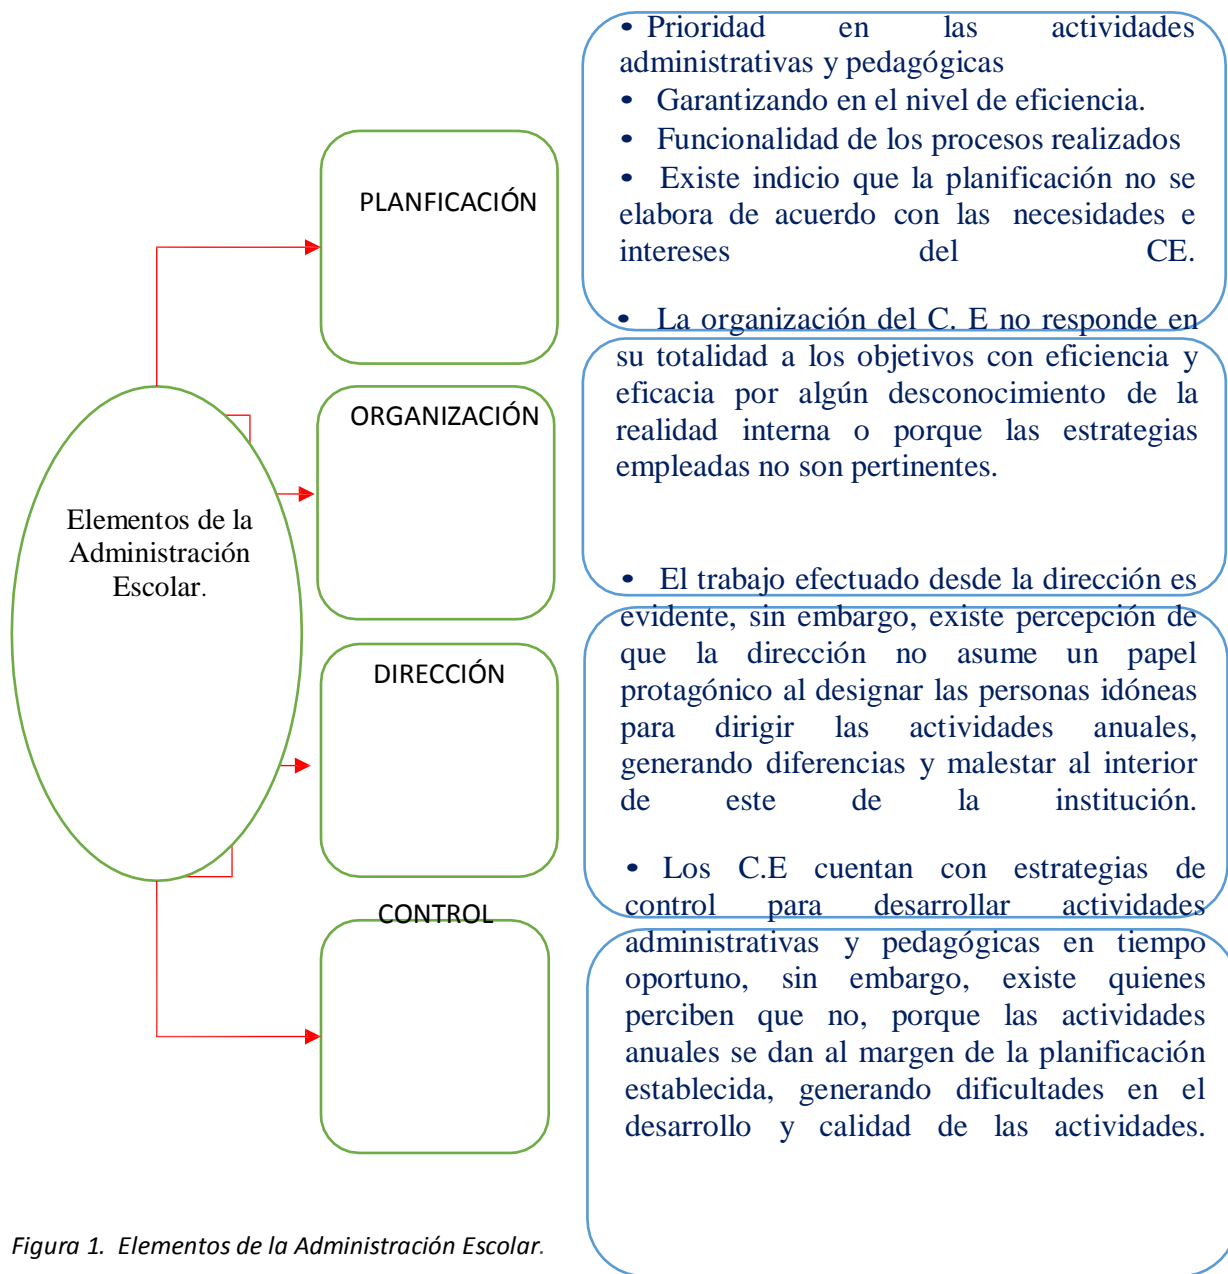 Elementos de la
Administración
Escolar.
PLANFICACIÓN
• Prioridad en las actividades
administrativas y pedagógicas
• Garantizando en el nivel de eficiencia.
• Funcionalidad de los procesos realizados
• Existe indicio que la planificación no se
elabora de acuerdo con las necesidades e
intereses del CE.
ORGANIZACIÓN
• La organización del C. E no responde en
su totalidad a los objetivos con eficiencia y
eficacia por algún desconocimiento de la
realidad interna o porque las estrategias
empleadas no son pertinentes.
DIRECCIÓN
• El trabajo efectuado desde la dirección es
evidente, sin embargo, existe percepción de
que la dirección no asume un papel
protagónico al designar las personas idóneas
para dirigir las actividades anuales,
generando diferencias y malestar al interior
de este de la institución.
CONTROL
• Los C.E cuentan con estrategias de
control para desarrollar actividades
administrativas y pedagógicas en tiempo
oportuno, sin embargo, existe quienes
perciben que no, porque las actividades
anuales se dan al margen de la planificación
establecida, generando dificultades en el
desarrollo y calidad de las actividades.
Figura 1. Elementos de la Administración Escolar.